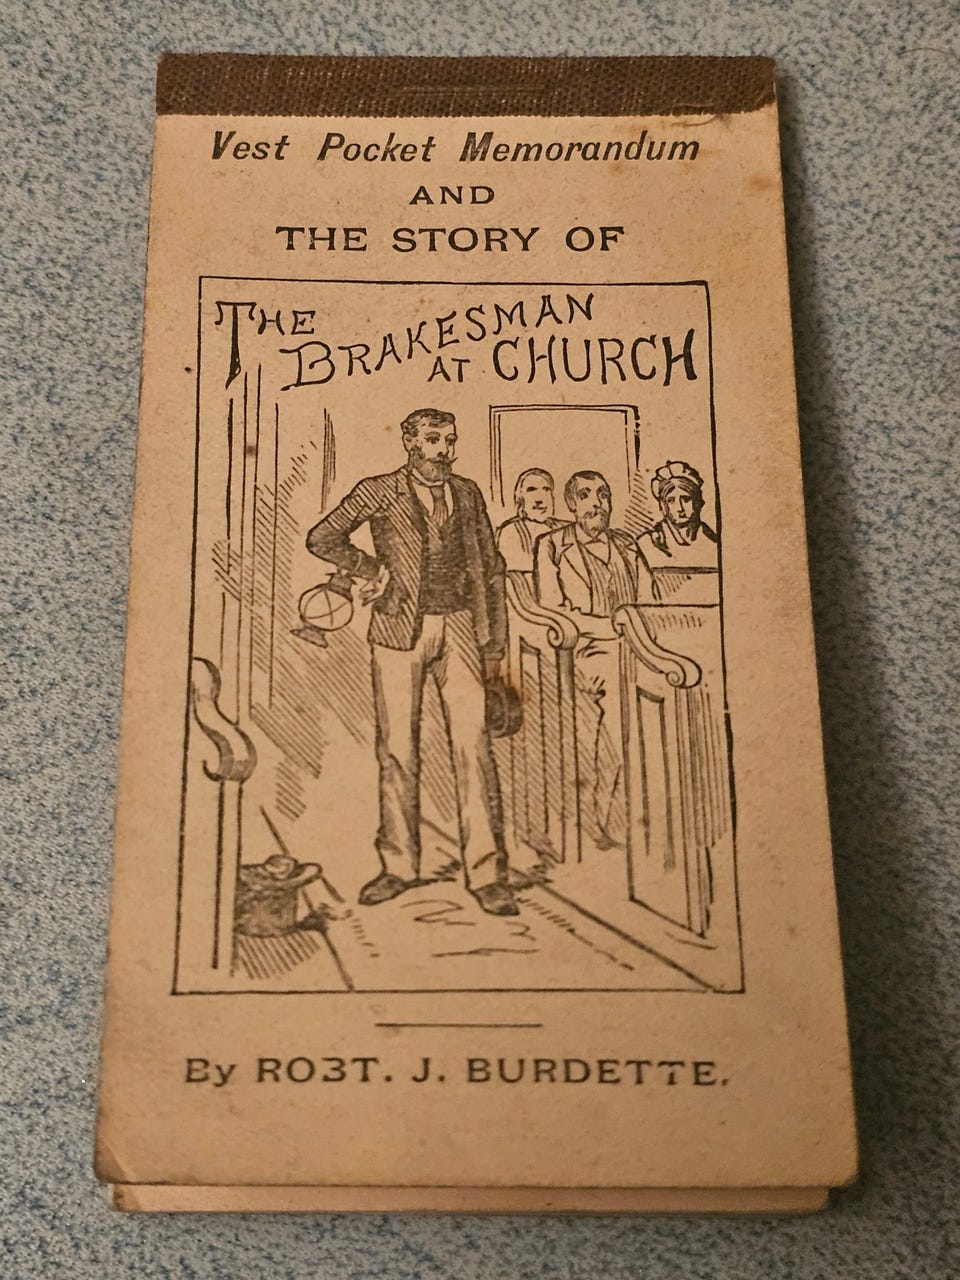 Vest Pocket Memorandum
AND
THE STORY OF
THE
BRAKESMAN
AT CHURCH
By ROBT. J. BURDETTE.